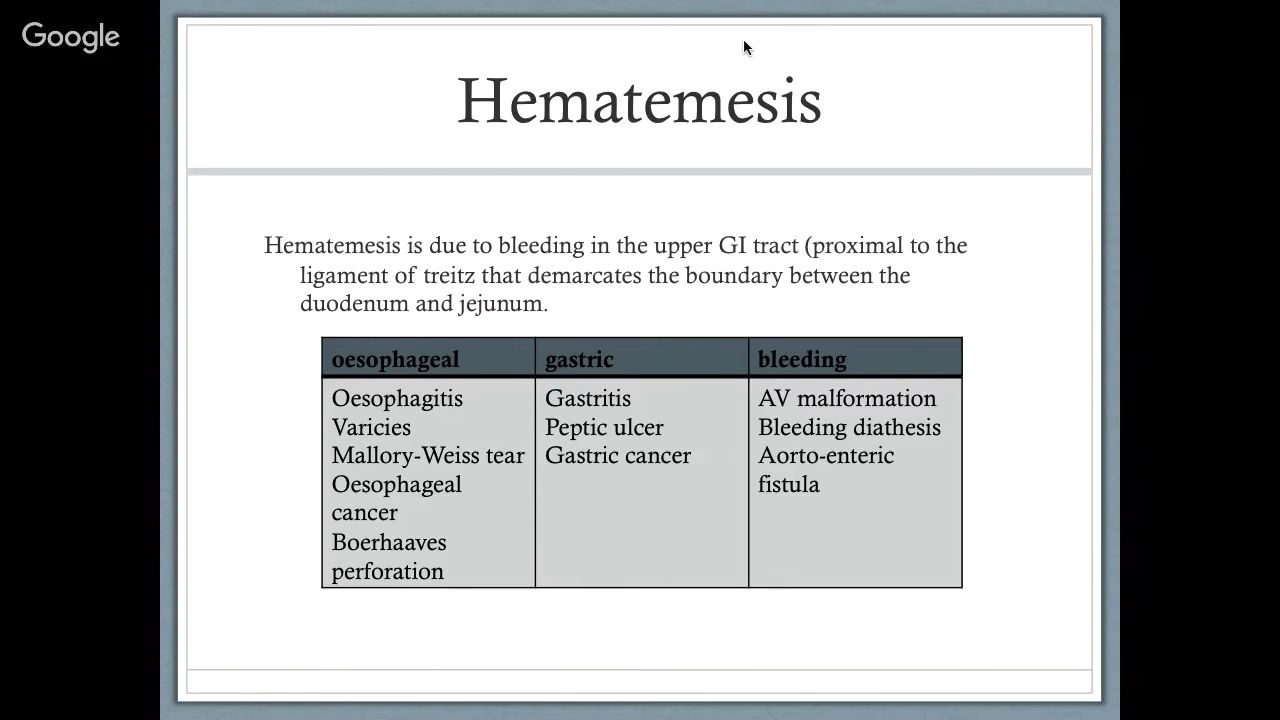 Google
Hematemesis
Hematemesis is due to bleeding in the upper GI tract (proximal to the
ligament of treitz that demarcates the boundary between the
duodenum and jejunum.
oesophageal
Oesophagitis
Varicies
Mallory-Weiss tear
Oesophageal
cancer
Boerhaaves
perforation
gastric
Gastritis
Peptic ulcer
Gastric cancer
bleeding
AV malformation
Bleeding diathesis
Aorto-enteric
fistula